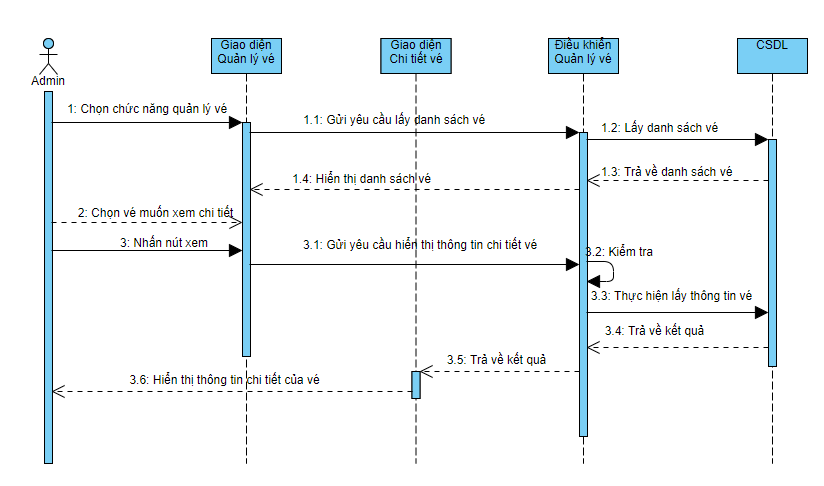 Giao diện
Quản lý vé
Giao diện
Chi tiết vé
Điều khiển
Quản lý vé
CSDL
Admin
1: Chọn chức năng quản lý vé
1.1: Gửi yêu cầu lấy danh sách vé
1.2: Lấy danh sách vé
1.3: Trả về danh sách vé
1.4: Hiển thị danh sách vé
2: Chọn vé muốn xem chi tiết
3: Nhấn nút xem
3.1: Gửi yêu cầu hiển thị thông tin chi tiết vé
3.2: Kiểm tra
3.3: Thực hiện lấy thông tin vé
3.4: Trả về kết quả
3.5: Trả về kết quả
3.6: Hiển thị thông tin chi tiết của vé